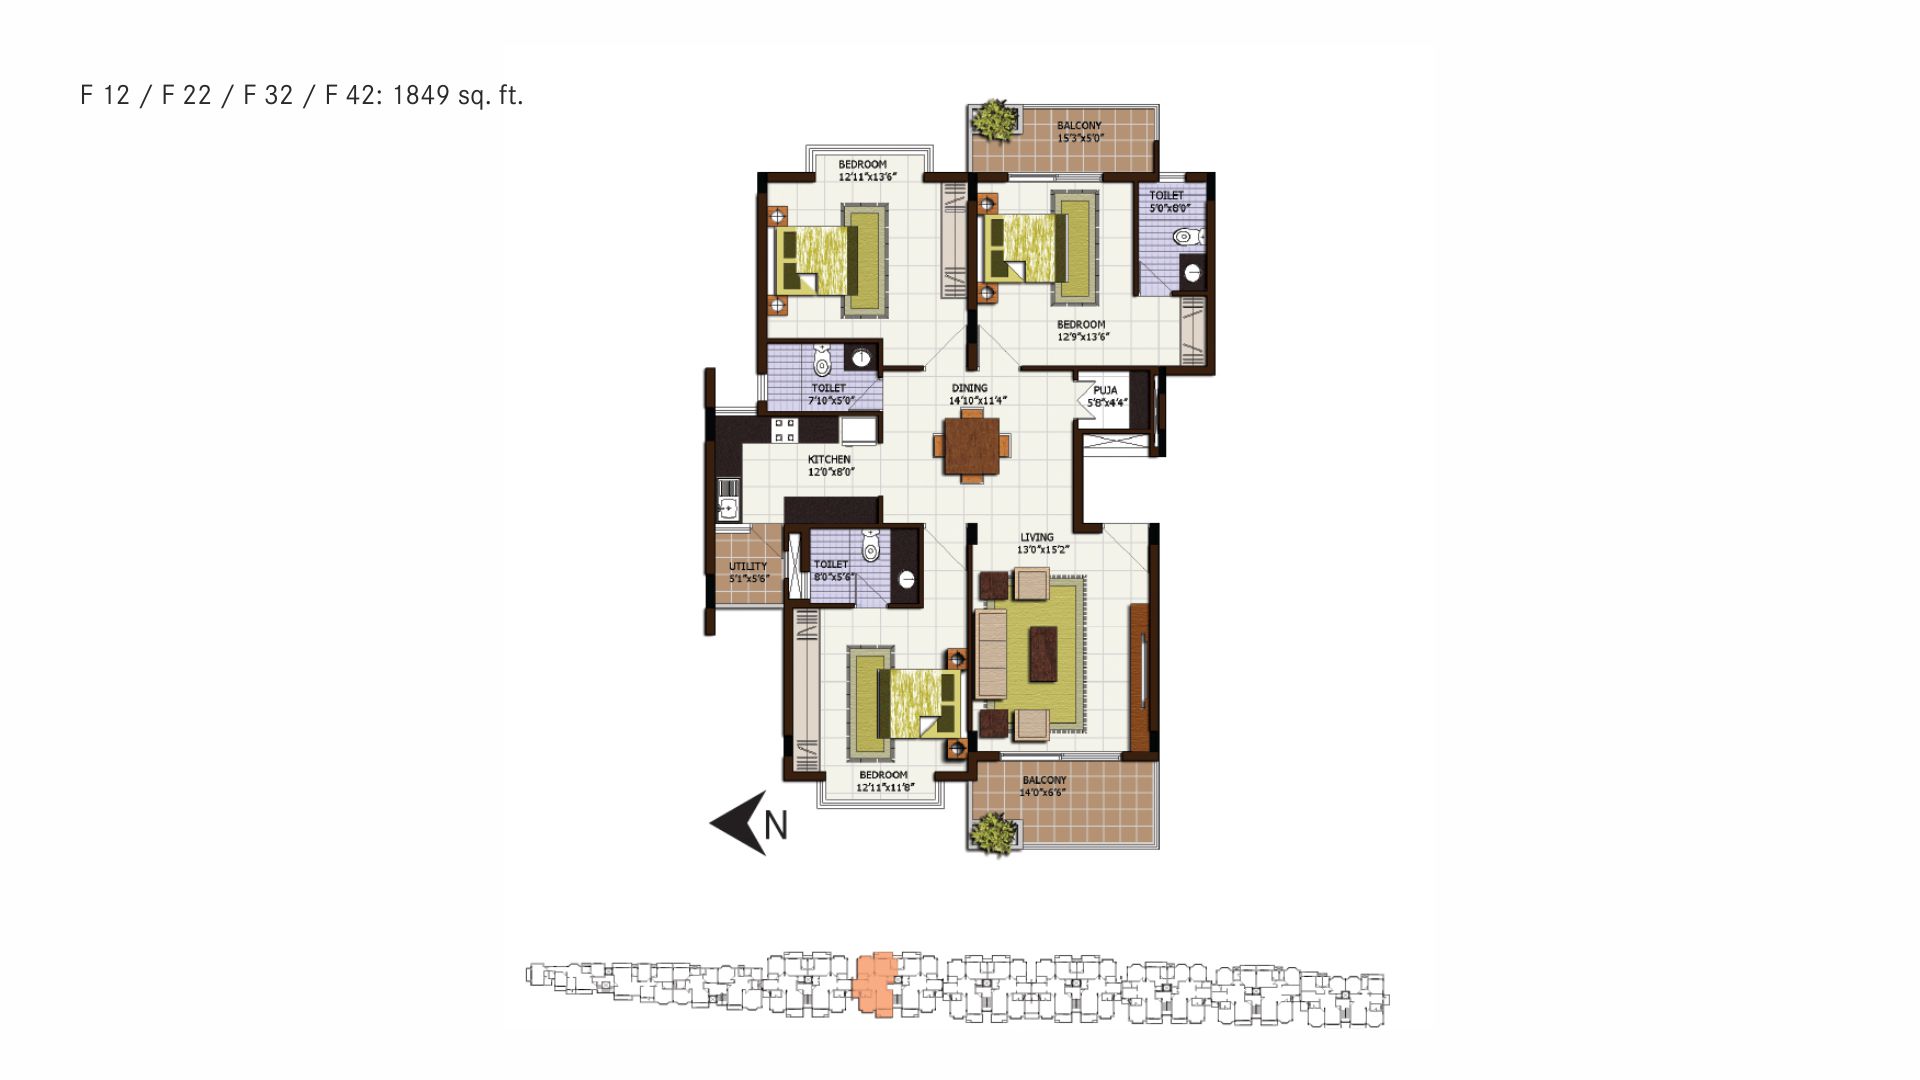 F 12 / F 22 / F 32 / F 42: 1849 sq. ft.
BALCONY
15'3"x5'0"
BEDROOM
12'11"x13'6"
TOILET
5'0"x8'0"
BEDROOM
12'9"x13'6"
TOILET
7'10"x5'0"
DINING
14'10"x11'4"
PUJA
5'8"x4'4"
KITCHEN
12'0"x8'0"
LIVING
13'0"x15'2"
UTILITY
5'1"x5'6"
TOILET
8'0"x5'6"
BEDROOM
12'11"x11'8"
BALCONY
14'0"x6'6"
N